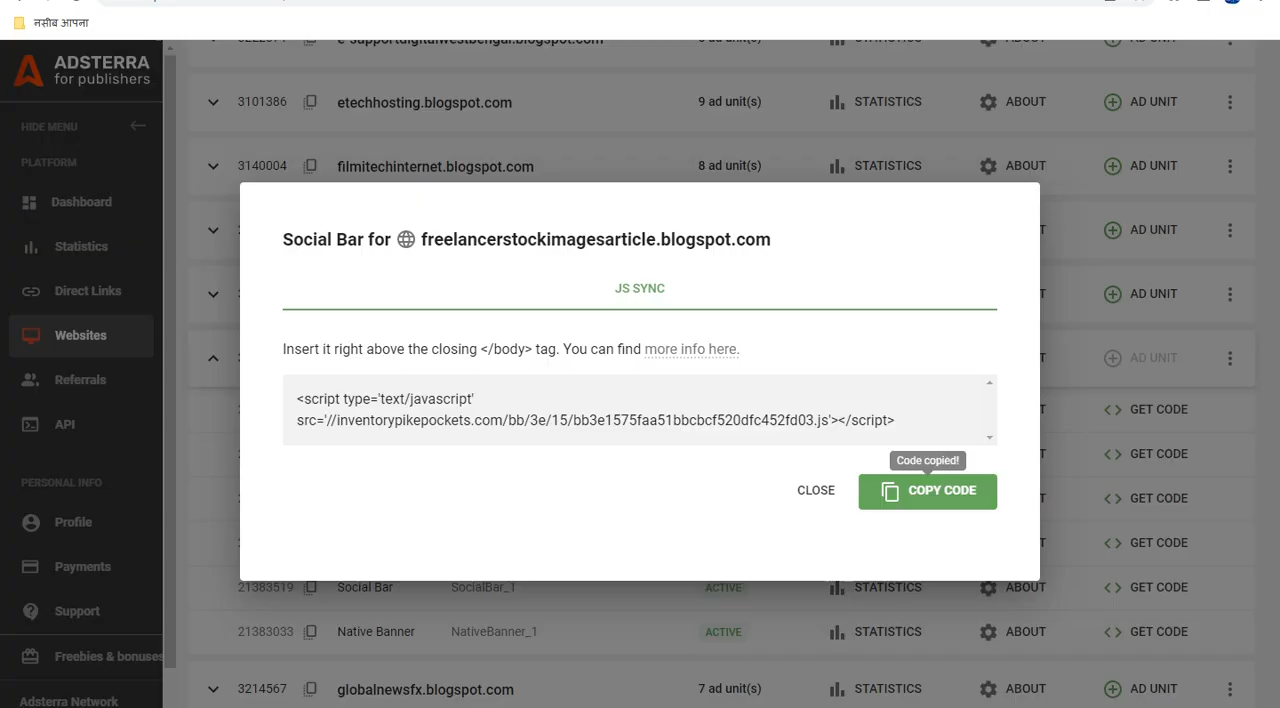 नसीब आपना
ADSTERRA
for publishers
HIDE MENU
PLATFORM
Dashboard
Statistics
Direct Links
Websites
Referrals
API
PERSONAL INFO
Profile
Payments
Support
Freebies & bonuses
Adsterra Network
e-supportdigitalwestbengal.blogspot.com
3101386 etechhosting.blogspot.com 9 ad unit(s) STATISTICS ABOUT AD UNIT
3140004 filmitechinternet.blogspot.com 8 ad unit(s) STATISTICS ABOUT AD UNIT
AD UNIT
AD UNIT
AD UNIT
GET CODE
GET CODE
GET CODE
GET CODE
Social Bar for freelancerstockimagesarticle.blogspot.com
JS SYNC
Insert it right above the closing </body> tag. You can find more info here.
<script type='text/javascript'
src='//inventorypikepockets.com/bb/3e/15/bb3e1575faa51bbcbcf520dfc452fd03.js'></script>
Code copied!
CLOSE COPY CODE
21383519 Social Bar SocialBar_1 ACTIVE STATISTICS ABOUT GET CODE
21383033 Native Banner NativeBanner_1 ACTIVE STATISTICS ABOUT GET CODE
3214567 globalnewsfx.blogspot.com 7 ad unit(s) STATISTICS ABOUT AD UNIT